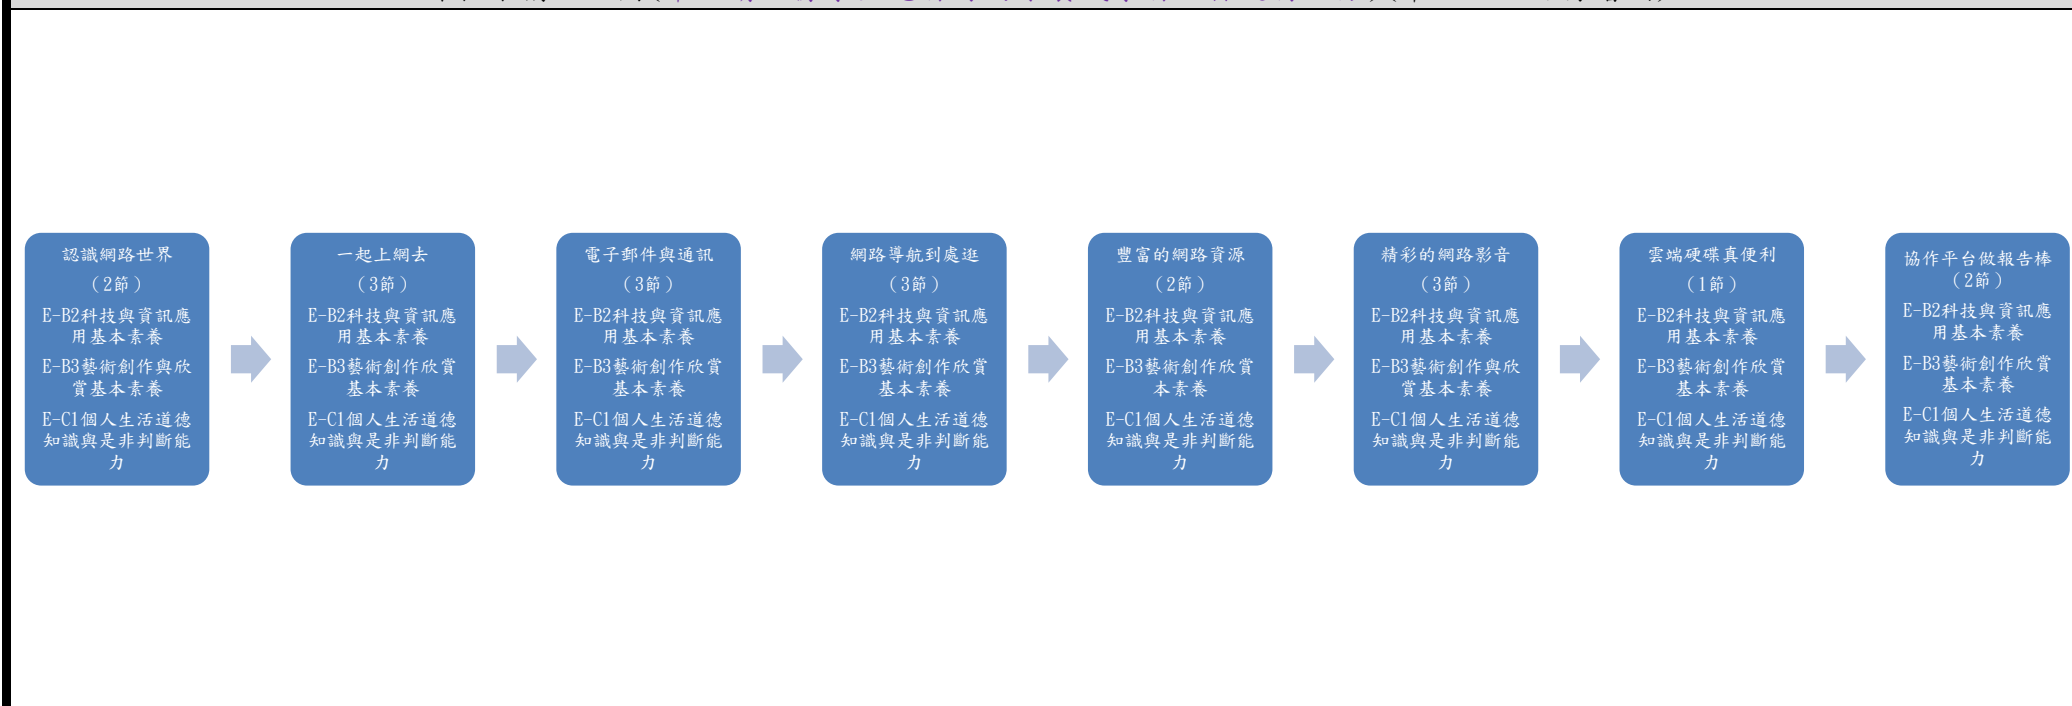 認識網路世界
（2節）
E-B2科技與資訊應
用基本素養
E-B3藝術創作與欣
賞基本素養
E-C1個人生活道德
知識與是非判斷能
力
一起上網去
（3節）
E-B2科技與資訊應
用基本素養
E-B3藝術創作欣賞
基本素養
E-C1個人生活道德
知識與是非判斷能
力
電子郵件與通訊
（3節）
E-B2科技與資訊應
用基本素養
E-B3藝術創作欣賞
基本素養
E-C1個人生活道德
知識與是非判斷能
力
網路導航到處逛
（3節）
E-B2科技與資訊應
用基本素養
E-B3藝術創作欣賞
基本素養
E-C1個人生活道德
知識與是非判斷能
力
豐富的網路資源
（2節）
E-B2科技與資訊應
用基本素養
E-B3藝術創作欣賞
本素養
E-C1個人生活道德
知識與是非判斷能
力
精彩的網路影音
（3節）
E-B2科技與資訊應
用基本素養
E-B3藝術創作與欣
賞基本素養
E-C1個人生活道德
知識與是非判斷能
力
雲端硬碟真便利
（1節）
E-B2科技與資訊應
用基本素養
E-B3藝術創作欣賞
基本素養
E-C1個人生活道德
知識與是非判斷能
力
協作平台做報告棒
（2節）
E-B2科技與資訊應
用基本素養
E-B3藝術創作欣賞
基本素養
E-C1個人生活道德
知識與是非判斷能
力